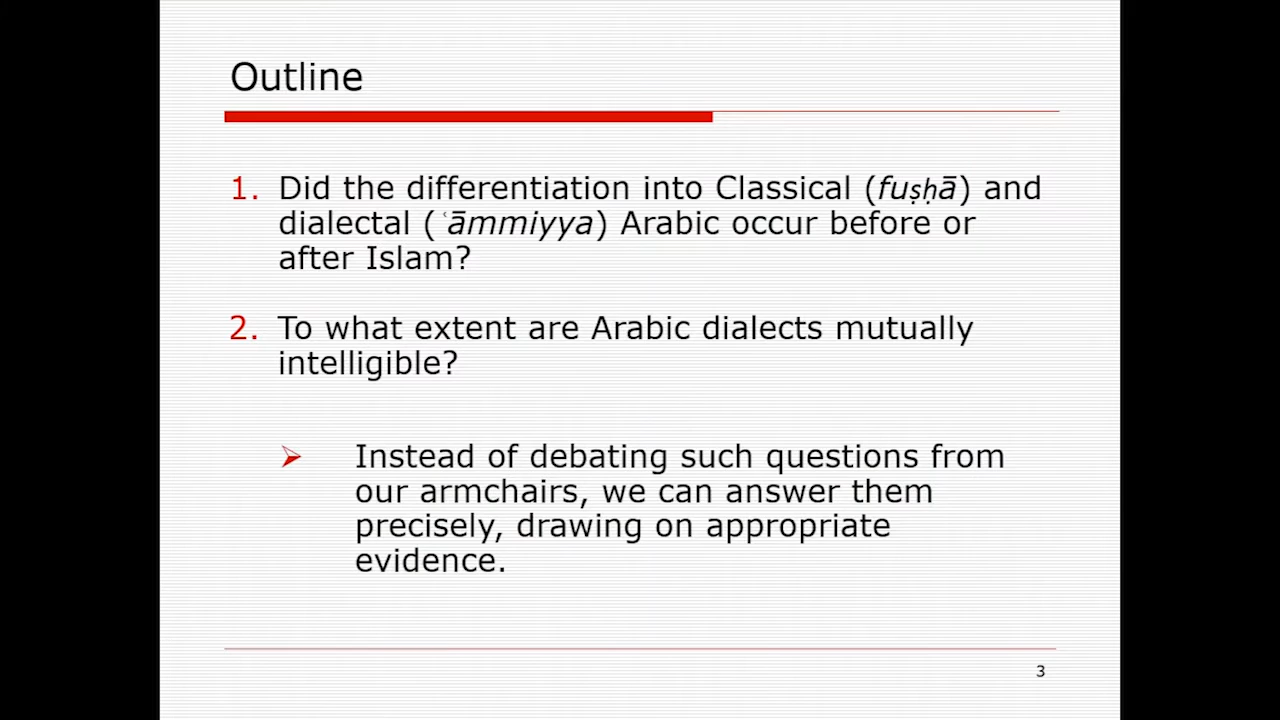 Outline
1. Did the differentiation into Classical (fuṣḥā) and
dialectal (ʿāmmiyya) Arabic occur before or
after Islam?
2. To what extent are Arabic dialects mutually
intelligible?
➢ Instead of debating such questions from
our armchairs, we can answer them
precisely, drawing on appropriate
evidence.
3